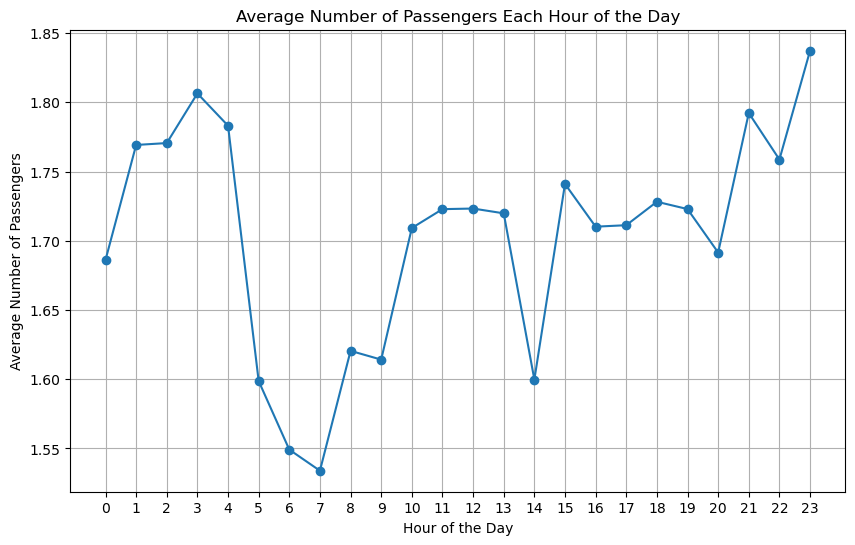 Average Number of Passengers Each Hour of the Day
1.85
1.80
1.75
1.70
1.65
1.60
1.55
Average Number of Passengers
0 1 2 3 4 5 6 7 8 9 10 11 12 13 14 15 16 17 18 19 20 21 22 23
Hour of the Day